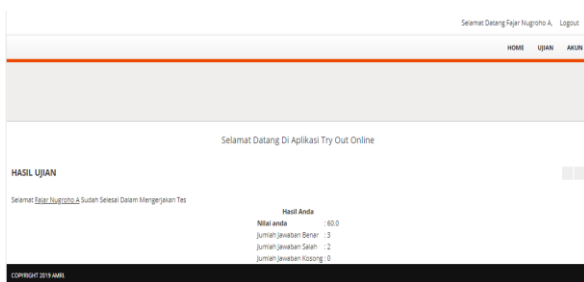 Selamat Datang Fajar Nugroho A, Logout
HOME UJIAN AKUN
Selamat Datang Di Aplikasi Try Out Online
HASIL UJIAN
Selamat Fajar Nugroho A Sudah Selesai Dalam Mengerjakan Tes
Hasil Anda
Nilai anda : 60.0
Jumlah Jawaban Benar : 3
Jumlah Jawaban Salah : 2
Jumlah Jawaban Kosong : 0
COPYRIGHT 2019 AMRI.